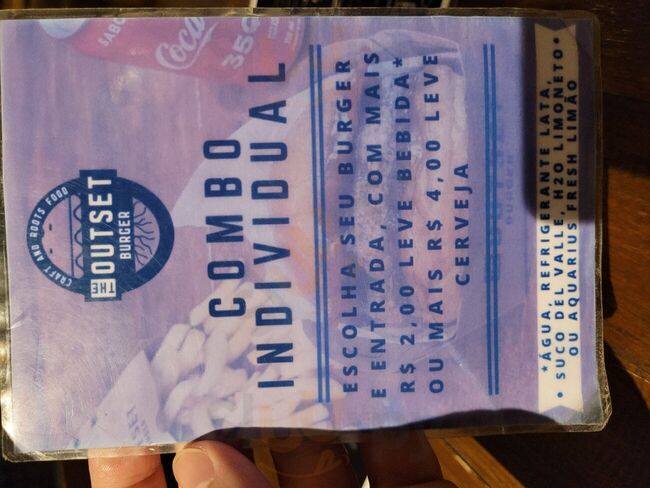 SABO
Coca
350
CRAFT AND ROOTS FOOD
THE OUTSET
BURGER
COMBO
INDIVIDUAL
ESCOLHA SEU BURGER
E ENTRADA, COM MAIS
R$ 2,00 LEVE BEBIDA*
OU MAIS R$ 4,00 LEVE
CERVEJA
*ÁGUA, REFRIGERANTE LATA,
SUCO DEL VALLE, H2O LIMONETO
OU AQUARIUS FRESH LIMÃO